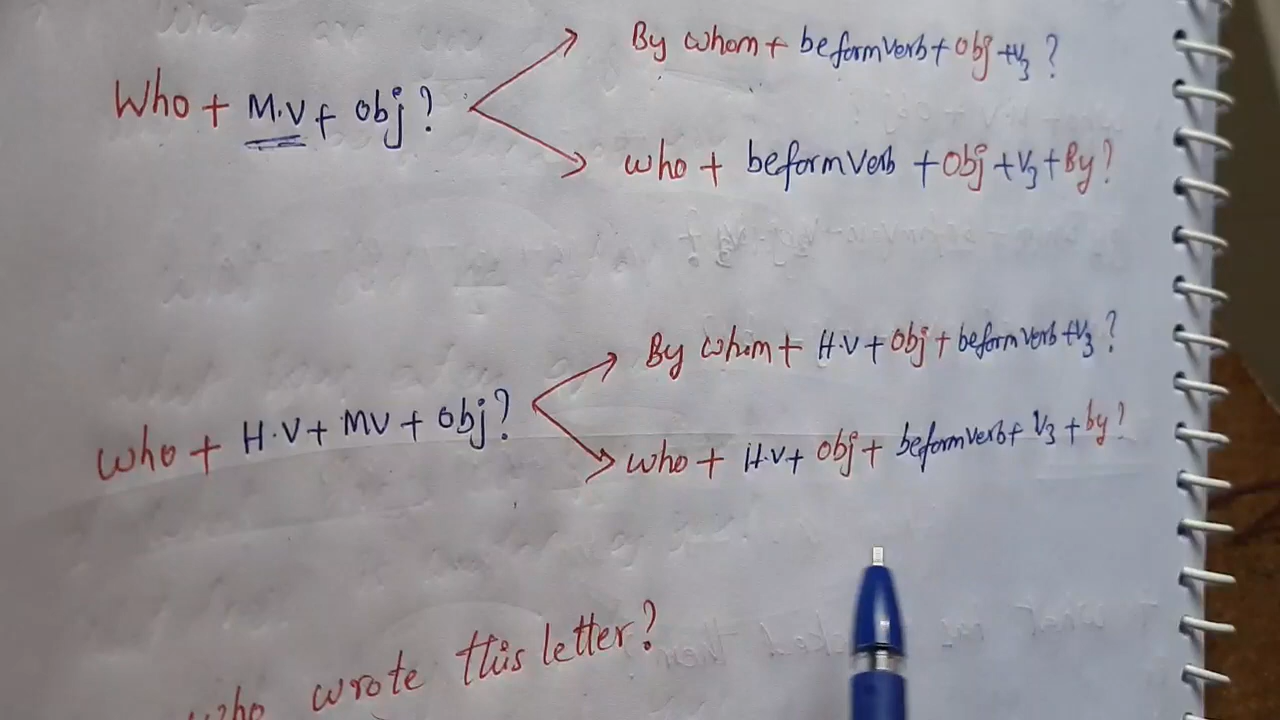 By whom + beformverb + Obj + V3 ?
Who + M.V + Obj ?
who + beformverb + Obj + V3 + By ?
By whom + H.V + Obj + beformverb + V3 ?
who + H.V + MV + Obj ?
who + H.V + Obj + beformverb + V3 + by ?
who wrote this letter ?